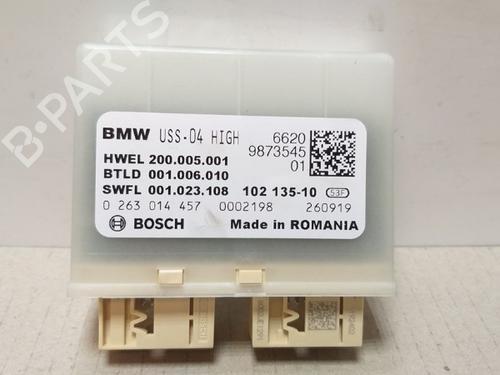 BMW USS-04 HIGH 6620
9873545
01
HWEL 200.005.001
BTLD 001.006.010
SWFL 001.023.108 102 135-10 53F
0 263 014 457 0002198 260919
BOSCH Made in ROMANIA
B-PARTS